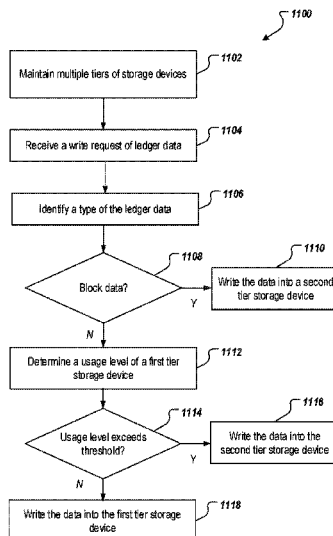 1100
1102
Maintain multiple tiers of storage devices
1104
Receive a write request of ledger data
1106
Identify a type of the ledger data
1108
1110
Block data?
Write the data into a second
tier storage device
Y
N
1112
Determine a usage level of a first tier
storage device
1114
1116
Usage level exceeds
threshold?
Write the data into the
second tier storage device
Y
N
1118
Write the data into the first tier storage
device